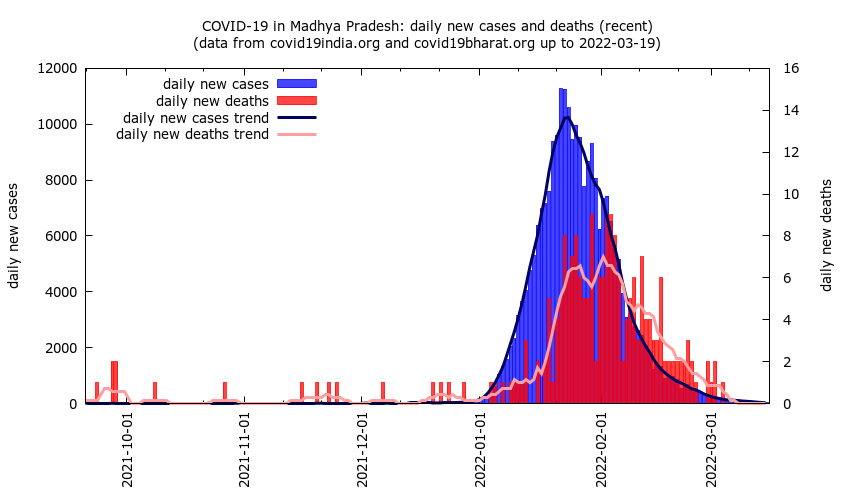 COVID-19 in Madhya Pradesh: daily new cases and deaths (recent)
(data from covid19india.org and covid19bharat.org up to 2022-03-19)
daily new cases
daily new deaths
daily new cases trend
daily new deaths trend
12000
10000
8000
6000
4000
2000
0
daily new cases
16
14
12
10
8
6
4
2
0
daily new deaths
2021-10-01
2021-11-01
2021-12-01
2022-01-01
2022-02-01
2022-03-01